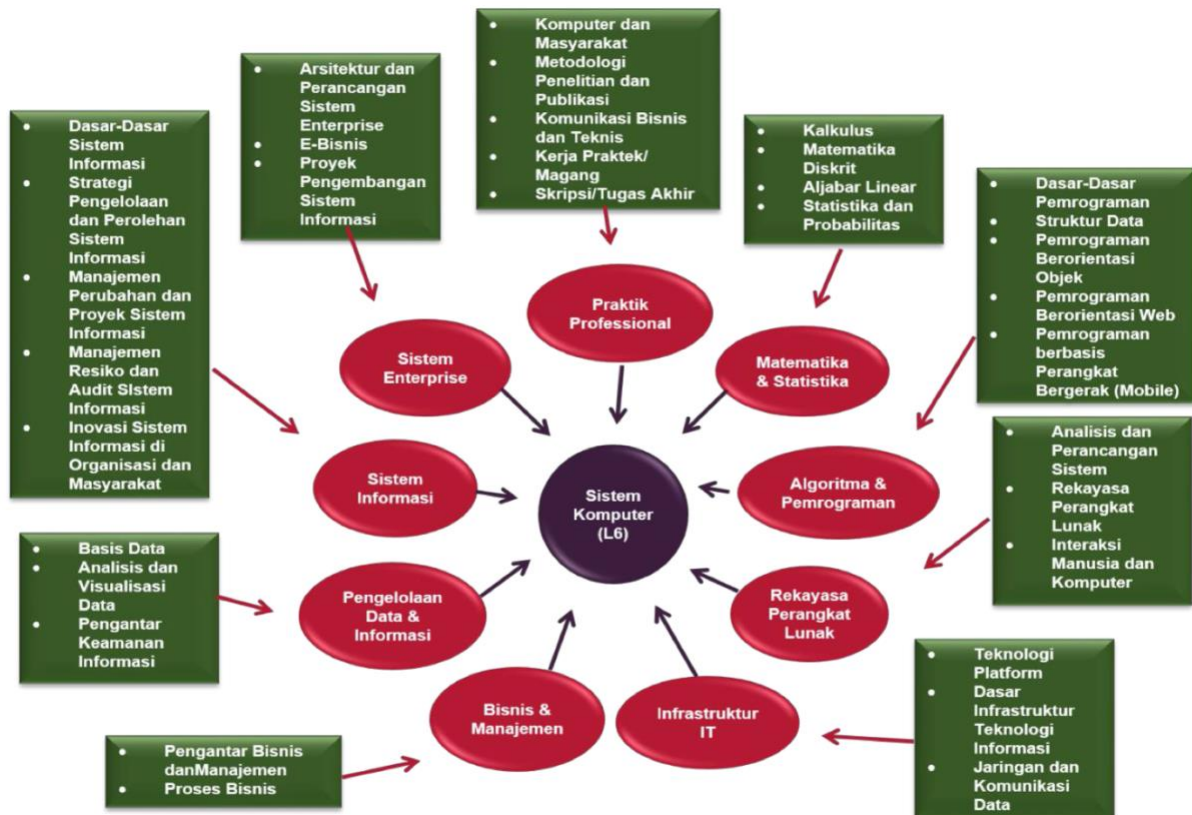 • Komputer dan
Masyarakat
• Metodologi
Penelitian dan
Publikasi
• Komunikasi Bisnis
dan Teknis
• Kerja Praktek/
Magang
• Skripsi/Tugas Akhir
• Arsitektur dan
Perancangan
Sistem
Enterprise
• E-Bisnis
• Proyek
Pengembangan
Sistem
Informasi
• Dasar-Dasar
Sistem
Informasi
• Strategi
Pengelolaan
dan Perolehan
Sistem
Informasi
• Manajemen
Perubahan dan
Proyek Sistem
Informasi
• Manajemen
Resiko dan
Audit SIstem
Informasi
• Inovasi Sistem
Informasi di
Organisasi dan
Masyarakat
• Kalkulus
• Matematika
Diskrit
• Aljabar Linear
• Statistika dan
Probabilitas
• Dasar-Dasar
Pemrograman
• Struktur Data
• Pemrograman
Berorientasi
Objek
• Pemrograman
Berorientasi Web
• Pemrograman
berbasis
Perangkat
Bergerak (Mobile)
Praktik
Professional
Sistem
Enterprise
Matematika
& Statistika
Sistem
Informasi
Sistem
Komputer
(L6)
Algoritma &
Pemrograman
• Analisis dan
Perancangan
Sistem
• Rekayasa
Perangkat
Lunak
• Interaksi
Manusia dan
Komputer
• Basis Data
• Analisis dan
Visualisasi
Data
• Pengantar
Keamanan
Informasi
Pengelolaan
Data &
Informasi
Rekayasa
Perangkat
Lunak
Bisnis &
Manajemen
Infrastruktur
IT
• Teknologi
Platform
• Dasar
Infrastruktur
Teknologi
Informasi
• Jaringan dan
Komunikasi
Data
• Pengantar Bisnis
danManajemen
• Proses Bisnis